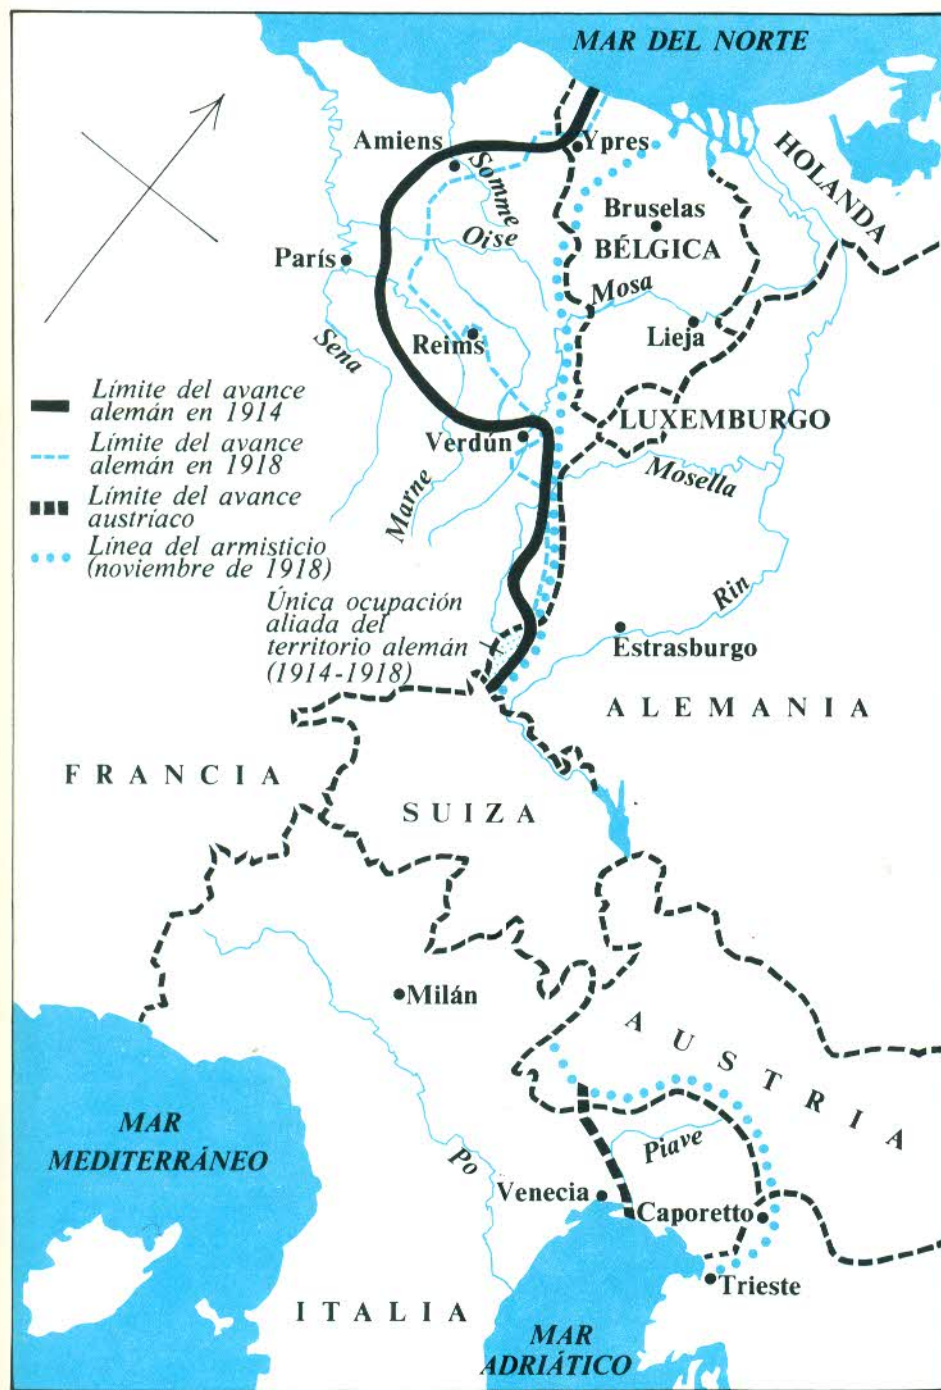 MAR DEL NORTE
Amiens
Ypres
HOLANDA
Somme
Bruselas
Oise
BÉLGICA
París
Mosa
Sena
Reims
Lieja
Límite del avance
alemán en 1914
LUXEMBURGO
Límite del avance
alemán en 1918
Verdún
Mosella
Marne
Límite del avance
austríaco
Línea del armisticio
(noviembre de 1918)
Rin
Única ocupación
aliada del
territorio alemán
(1914-1918)
Estrasburgo
ALEMANIA
FRANCIA
SUIZA
Milán
AUSTRIA
MAR
MEDITERRÁNEO
Po
Piave
Venecia
Caporetto
Trieste
ITALIA
MAR
ADRIÁTICO